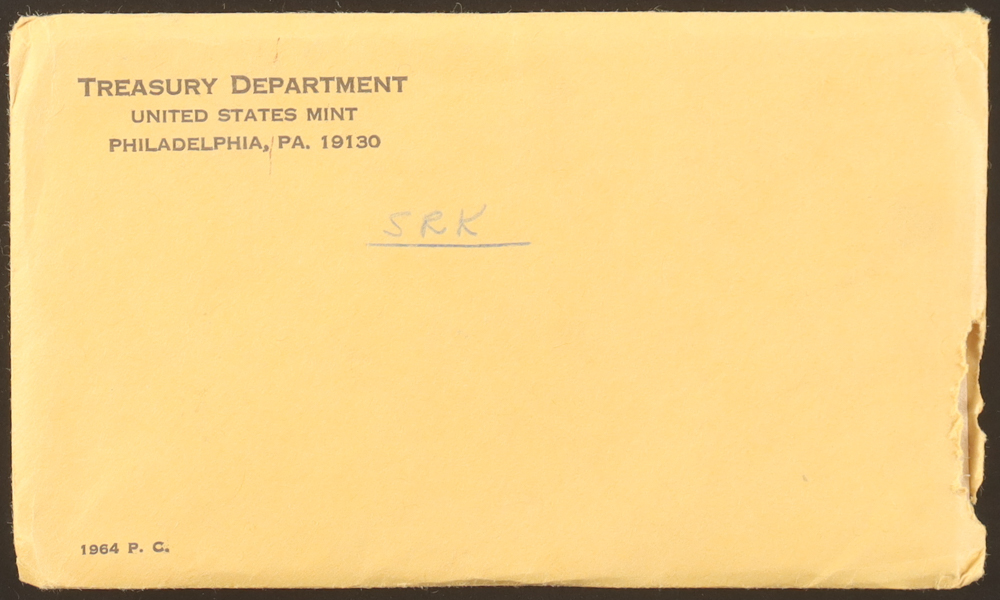 TREASURY DEPARTMENT
UNITED STATES MINT
PHILADELPHIA, PA. 19130
SRK
1964 P. C.